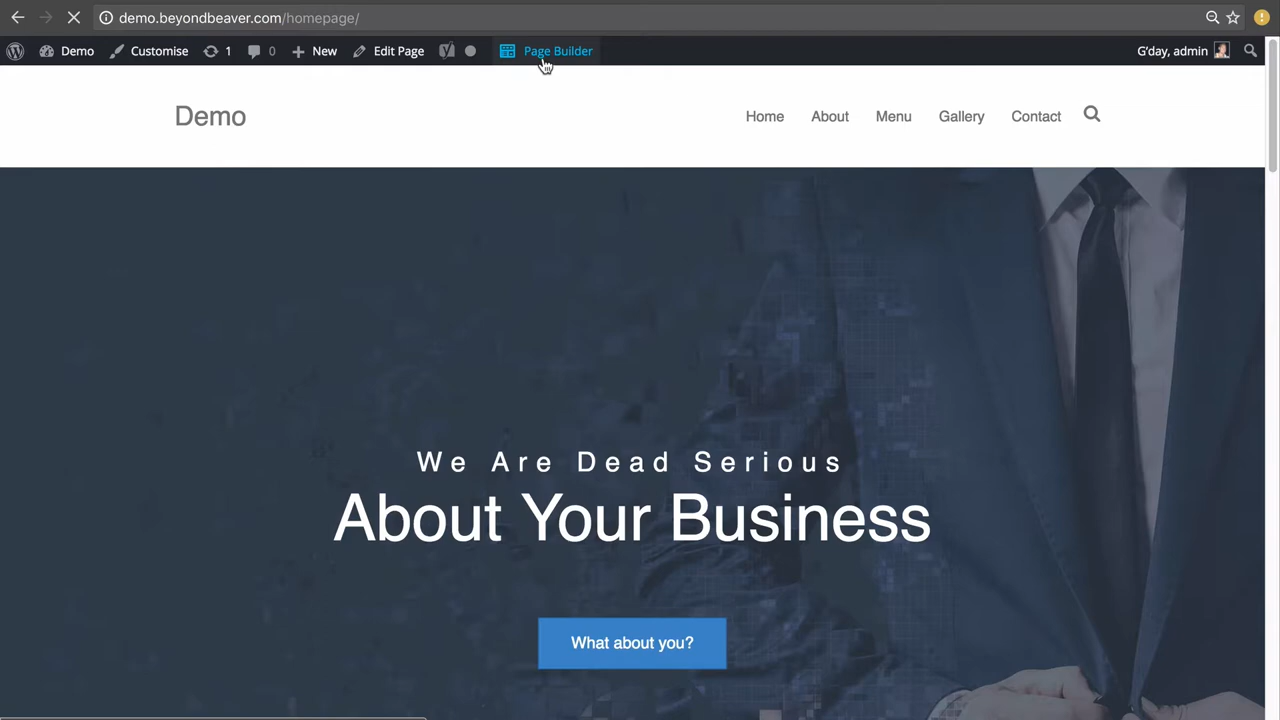 demo.beyondbeaver.com/homepage/
Demo Customise 1 0 New Edit Page Page Builder G'day, admin
Demo Home About Menu Gallery Contact
We Are Dead Serious
About Your Business
What about you?